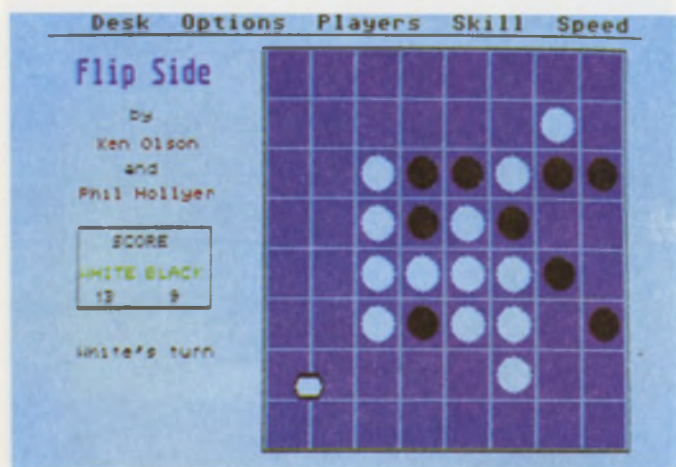 Desk Options Players Skill Speed
Flip Side
by
Ken Olson
and
Phil Hollyer
SCORE
WHITE BLACK
13 9
White's turn